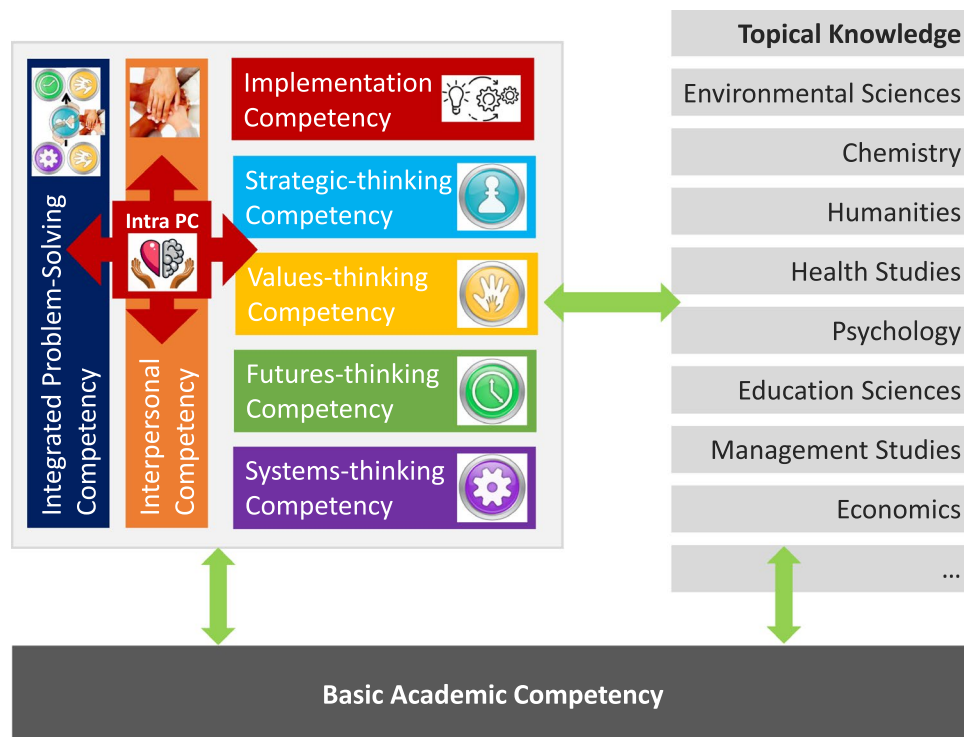 Integrated Problem-Solving
Competency
Interpersonal
Competency
Intra PC
Implementation
Competency
Strategic-thinking
Competency
Values-thinking
Competency
Futures-thinking
Competency
Systems-thinking
Competency
Topical Knowledge
Environmental Sciences
Chemistry
Humanities
Health Studies
Psychology
Education Sciences
Management Studies
Economics
...
Basic Academic Competency